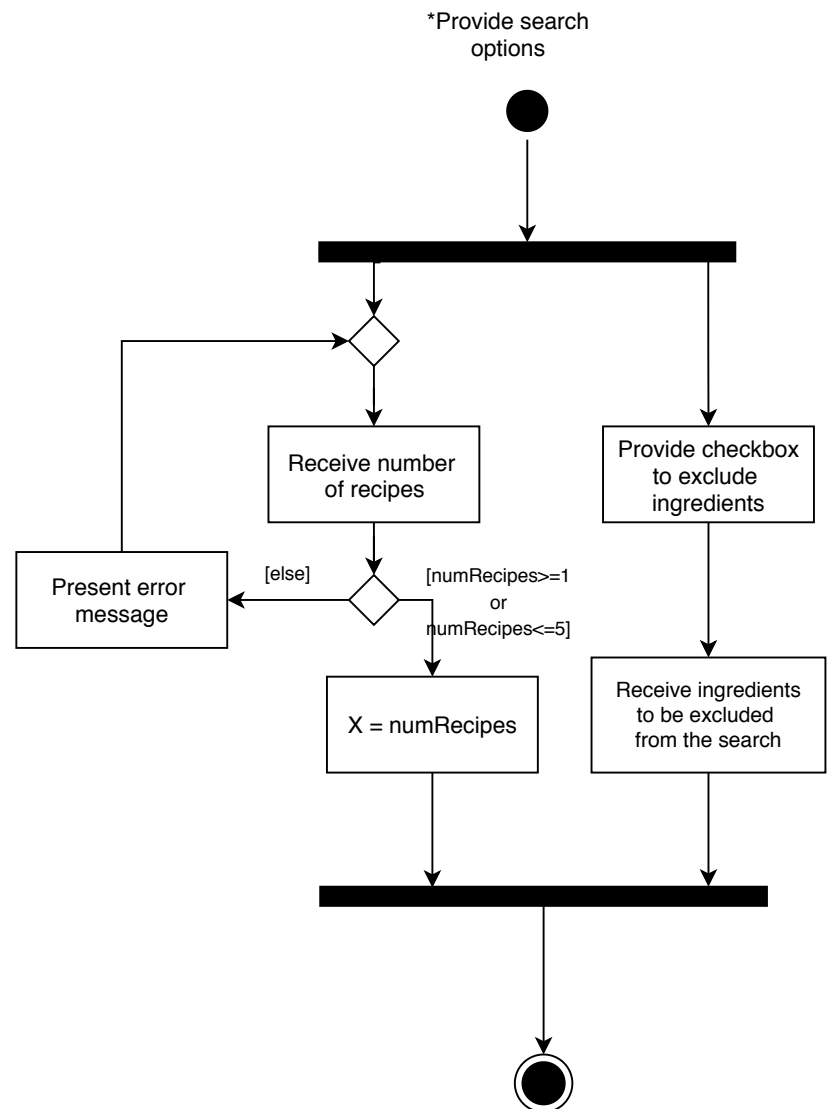 *Provide search
options
Receive number
of recipes
Provide checkbox
to exclude
ingredients
Present error
message
[else]
[numRecipes>=1
or
numRecipes<=5]
X = numRecipes
Receive ingredients
to be excluded
from the search